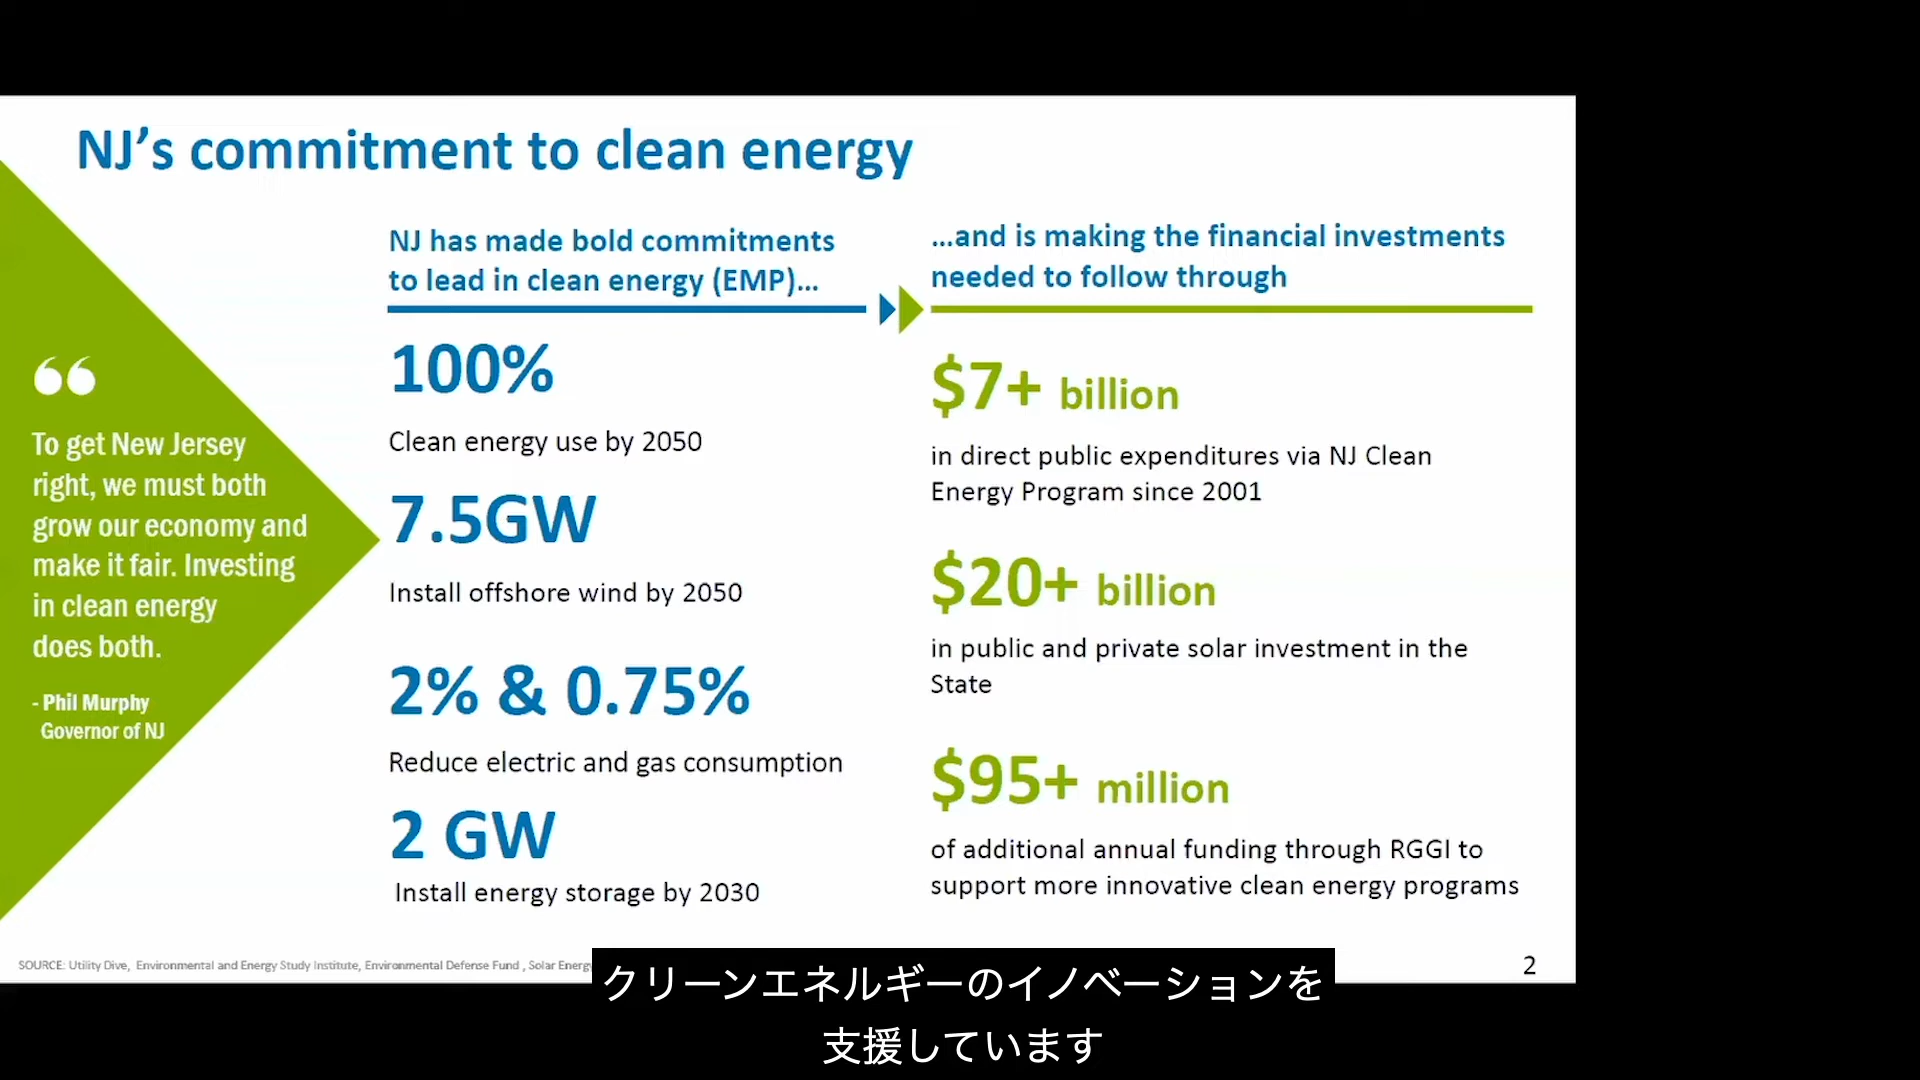 NJ’s commitment to clean energy
“
To get New Jersey
right, we must both
grow our economy and
make it fair. Investing
in clean energy
does both.
- Phil Murphy
Governor of NJ
NJ has made bold commitments
to lead in clean energy (EMP)...
100%
Clean energy use by 2050
7.5GW
Install offshore wind by 2050
2% & 0.75%
Reduce electric and gas consumption
2 GW
Install energy storage by 2030
...and is making the financial investments
needed to follow through
$7+ billion
in direct public expenditures via NJ Clean
Energy Program since 2001
$20+ billion
in public and private solar investment in the
State
$95+ million
of additional annual funding through RGGI to
support more innovative clean energy programs
SOURCE: Utility Dive, Environmental and Energy Study Institute, Environmental Defense Fund , Solar Energ
2
クリーンエネルギーのイノベーションを
支援しています